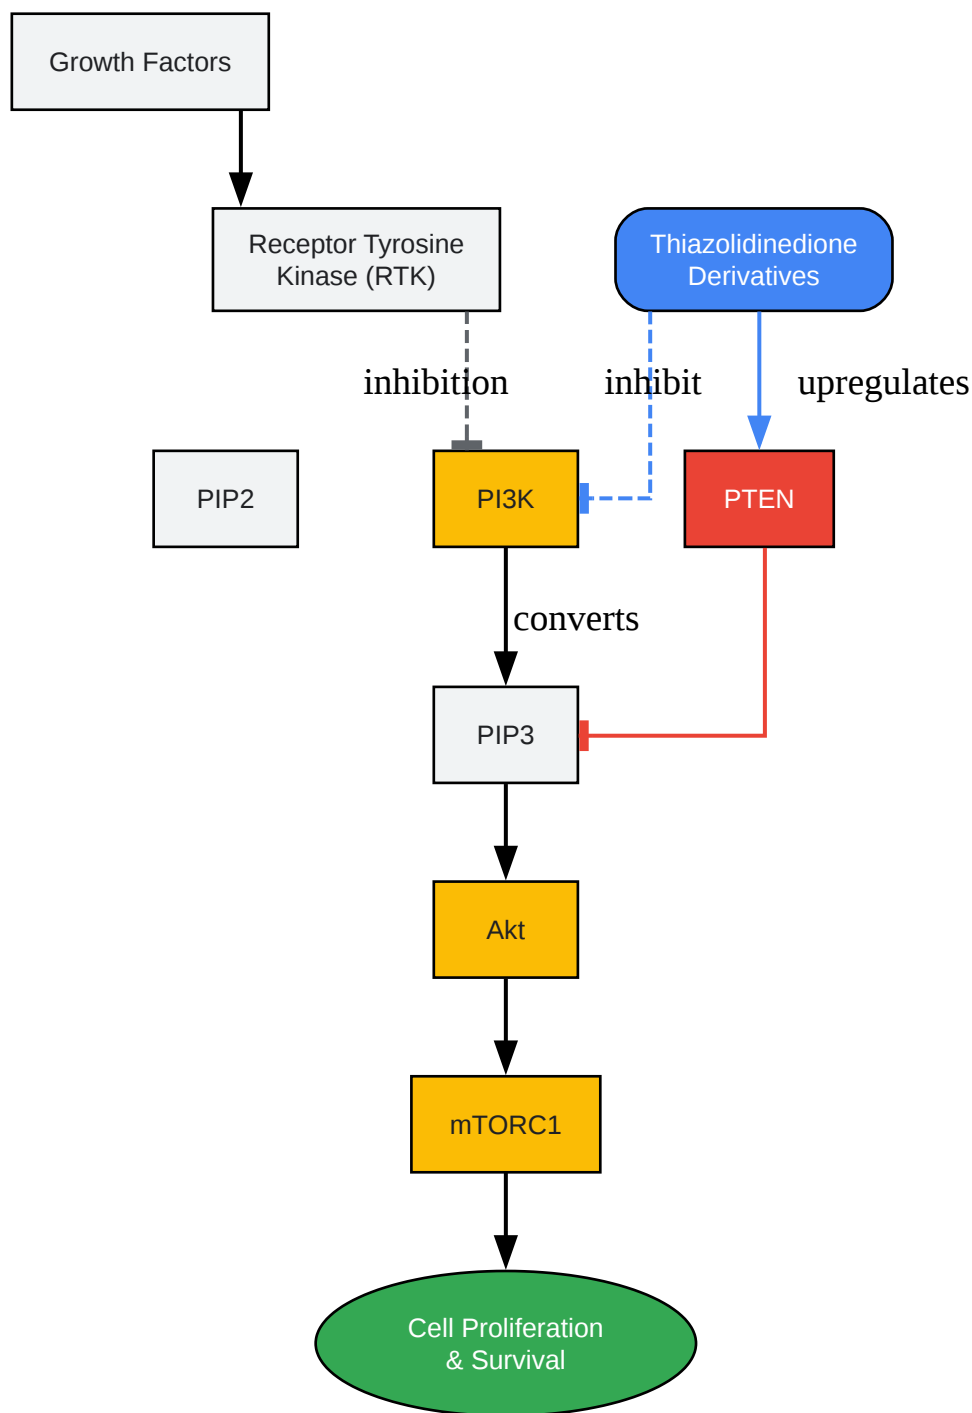 Growth Factors
Receptor Tyrosine
Kinase (RTK)
Thiazolidinedione
Derivatives
inhibition
inhibit
upregulates
PIP2
PI3K
PTEN
converts
PIP3
Akt
mTORC1
Cell Proliferation
& Survival